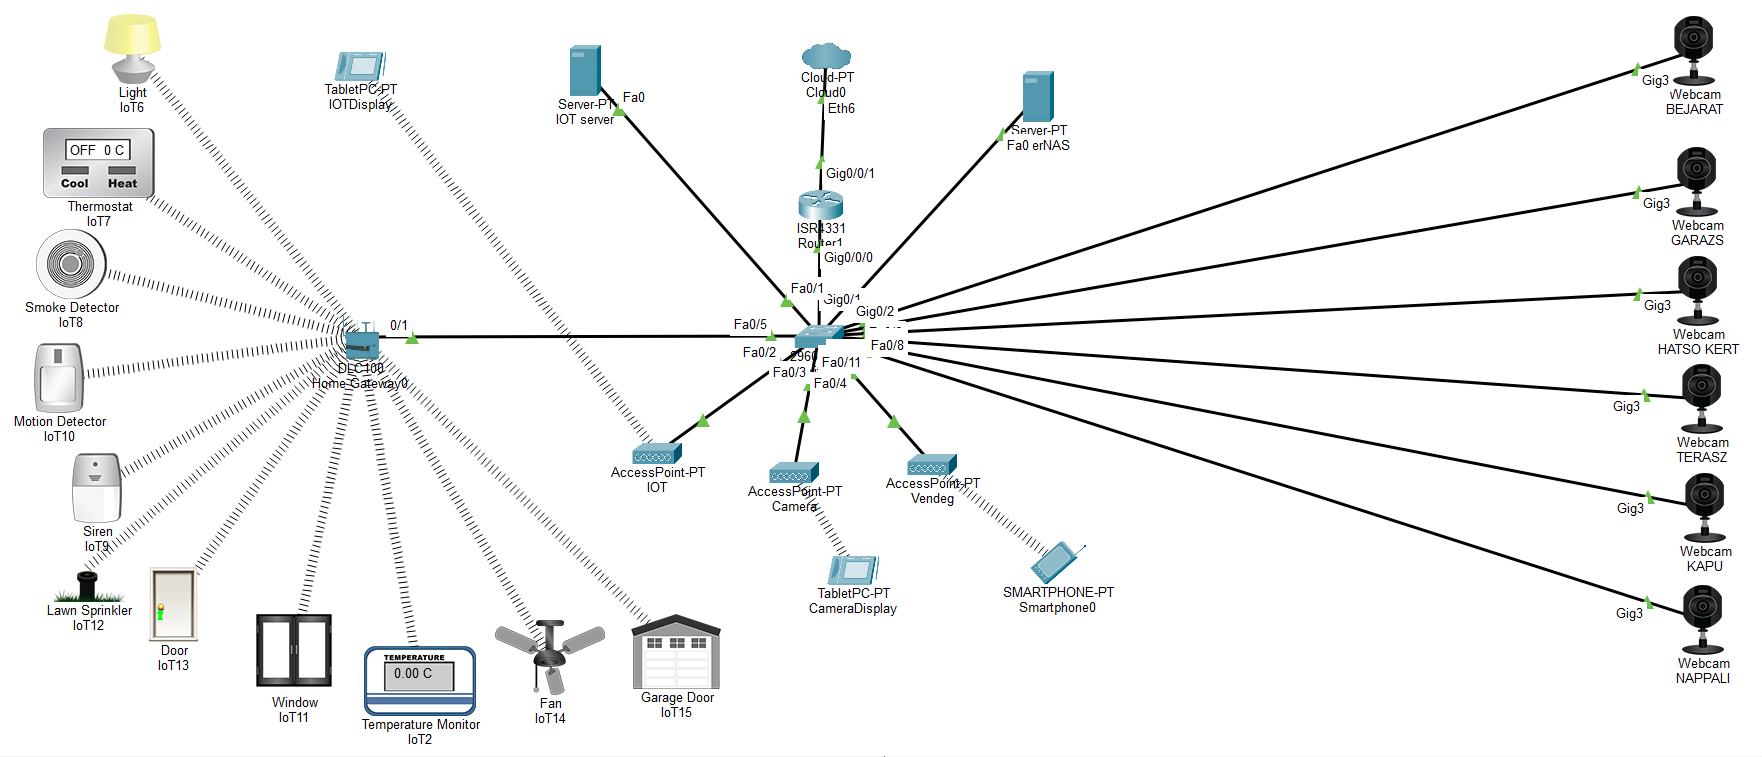 Light
IoT6
OFF 0 C
Cool Heat
Thermostat
IoT7
Smoke Detector
IoT8
Motion Detector
IoT10
Siren
IoT9
Lawn Sprinkler
IoT12
Door
IoT13
Window
IoT11
TEMPERATURE
0.00 C
Temperature Monitor
IoT2
Fan
IoT14
Garage Door
IoT15
0/1
DLC100
Home Gateway0
TabletPC-PT
IOTDisplay
Server-PT
IOT server
Fa0
Cloud-PT
Cloud0
Eth6
Gig0/0/1
ISR4331
Router1
Gig0/0/0
Server-PT
Fa0 erNAS
Fa0/1
Gig0/1
Gig0/2
Fa0/5
Fa0/2
2960
Fa0/8
Fa0/3
Fa0/11
Fa0/4
AccessPoint-PT
IOT
AccessPoint-PT
Camera
AccessPoint-PT
Vendeg
TabletPC-PT
CameraDisplay
SMARTPHONE-PT
Smartphone0
Gig3
Webcam
BEJARAT
Gig3
Webcam
GARAZS
Gig3
Webcam
HATSO KERT
Gig3
Webcam
TERASZ
Gig3
Webcam
KAPU
Gig3
Webcam
NAPPALI